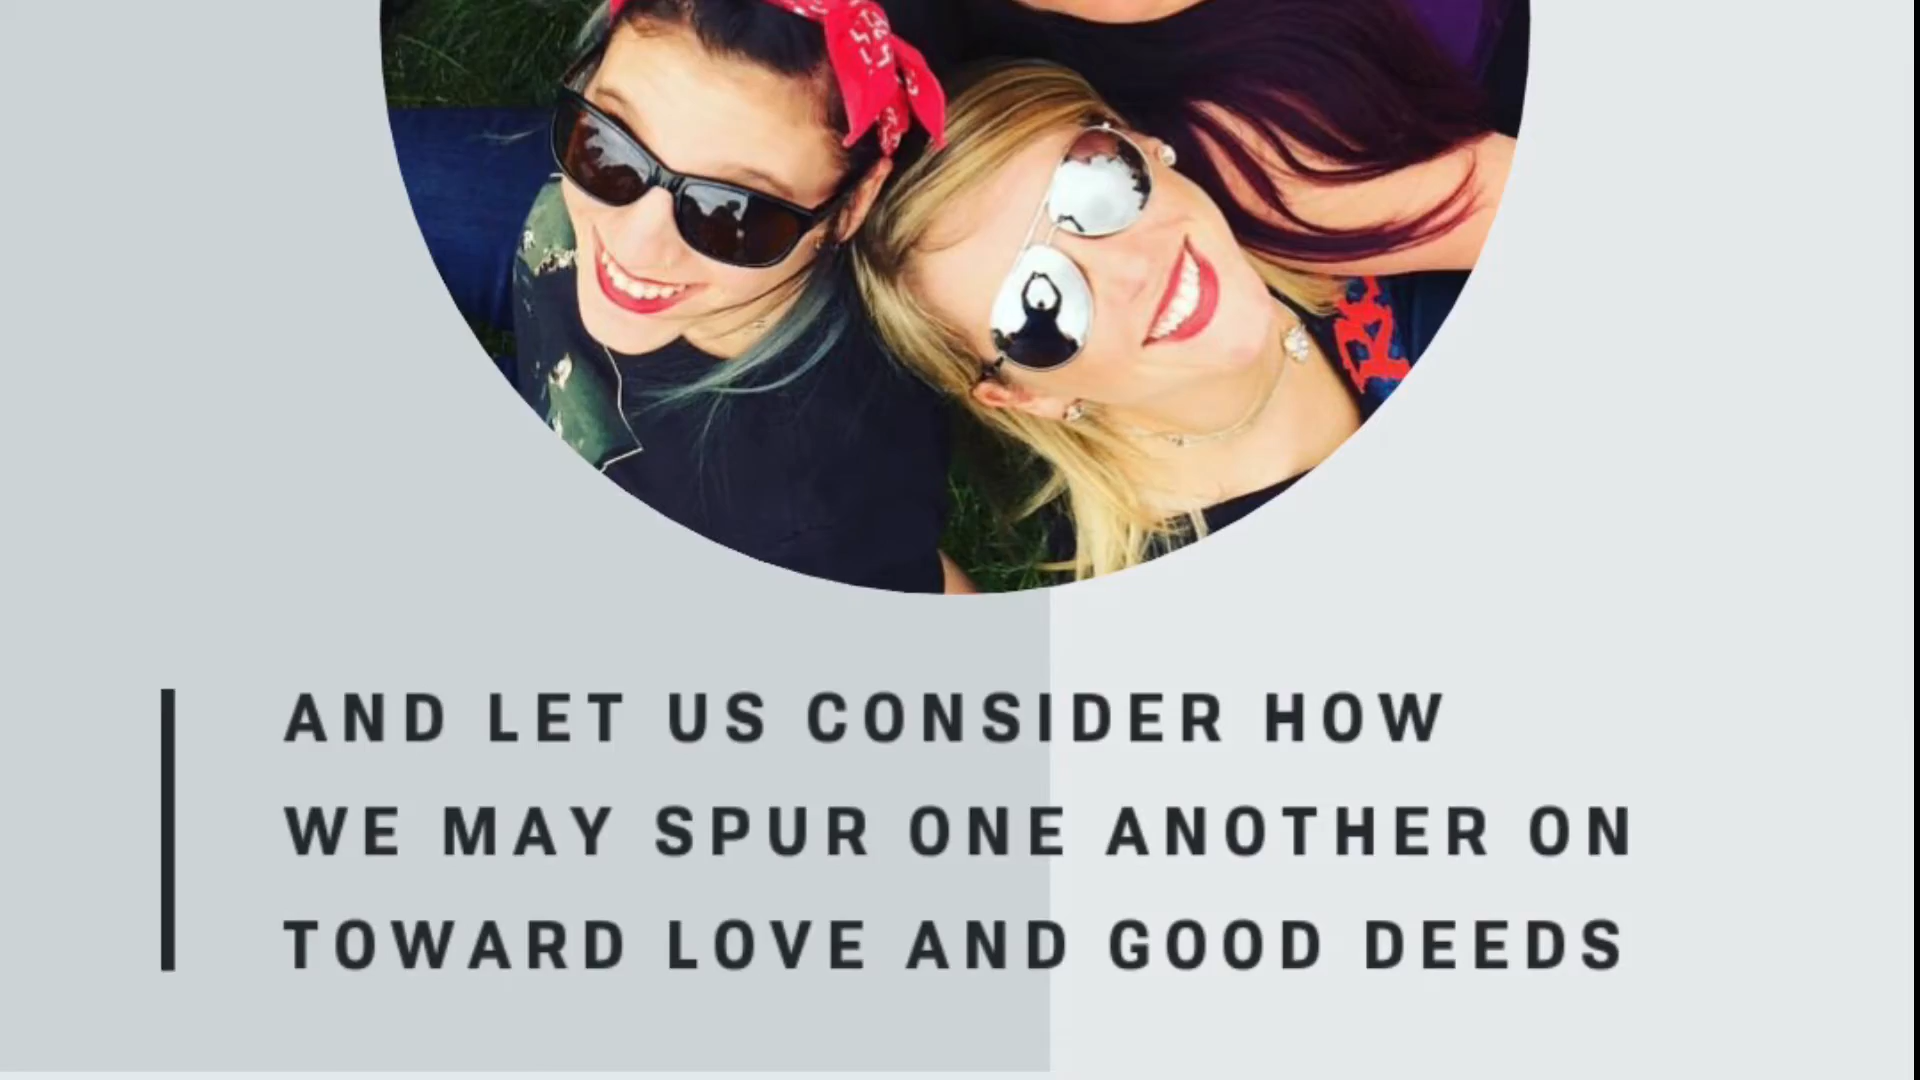 AND LET US CONSIDER HOW
WE MAY SPUR ONE ANOTHER ON
TOWARD LOVE AND GOOD DEEDS